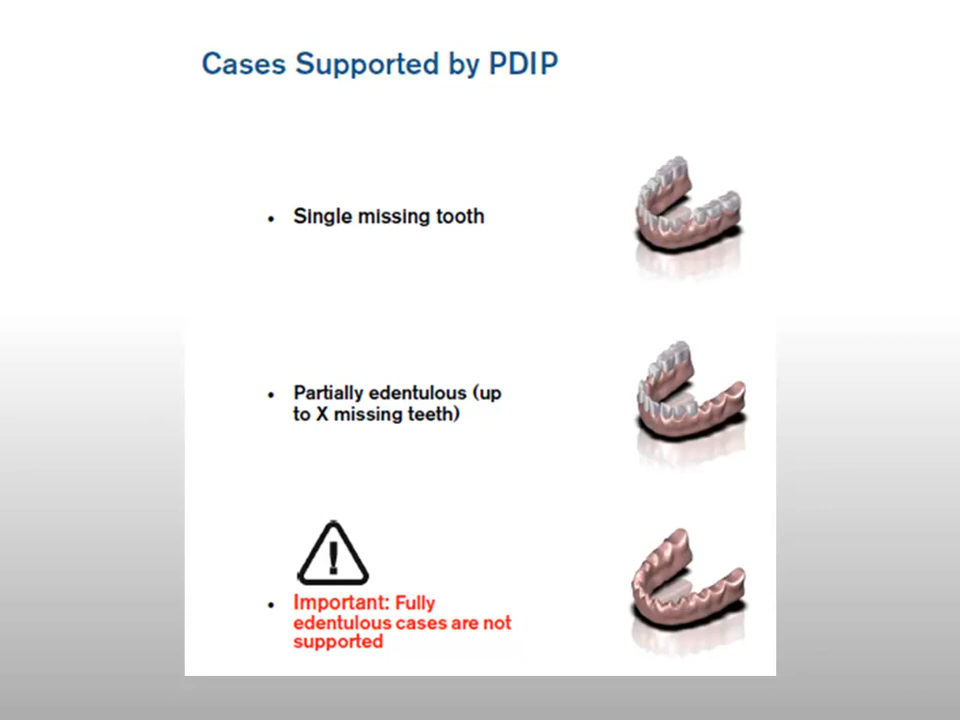 Cases Supported by PDIP
• Single missing tooth
• Partially edentulous (up
to X missing teeth)
• Important: Fully
edentulous cases are not
supported